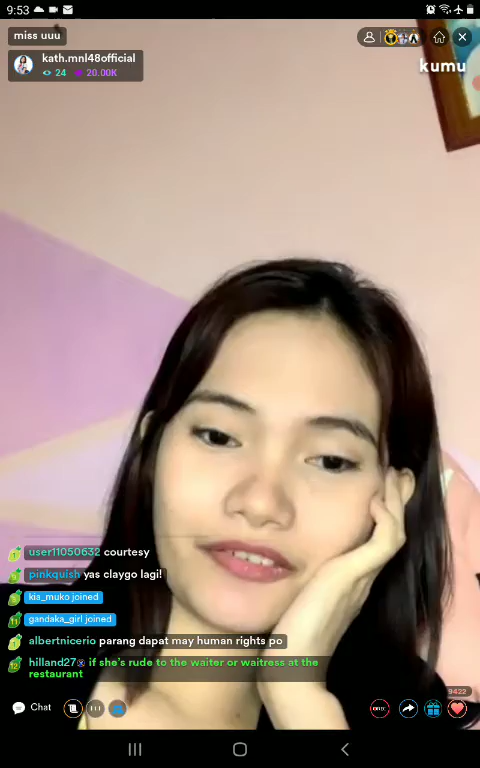 9:53
miss uuu
kath.mnl48official
24 20.00K
kumu
user11050632 courtesy
pinkquish yas claygo lagi!
kia_muko joined
gandaka_girl joined
albertnicerio parang dapat may human rights po
hilland27 if she's rude to the waiter or waitress at the
restaurant
9422
Chat